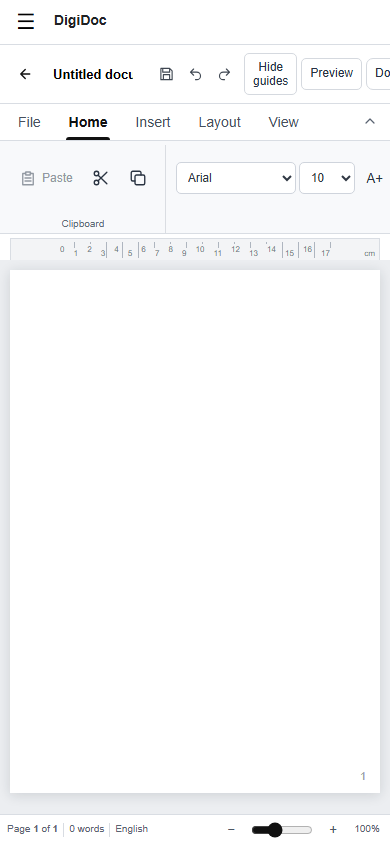 DigiDoc
Untitled docu
Hide guides
Preview
Do
File Home Insert Layout View
Paste
Arial 10 A+
Clipboard
0 1 2 3 4 5 6 7 8 9 10 11 12 13 14 15 16 17 cm
1
Page 1 of 1 0 words English − + 100%